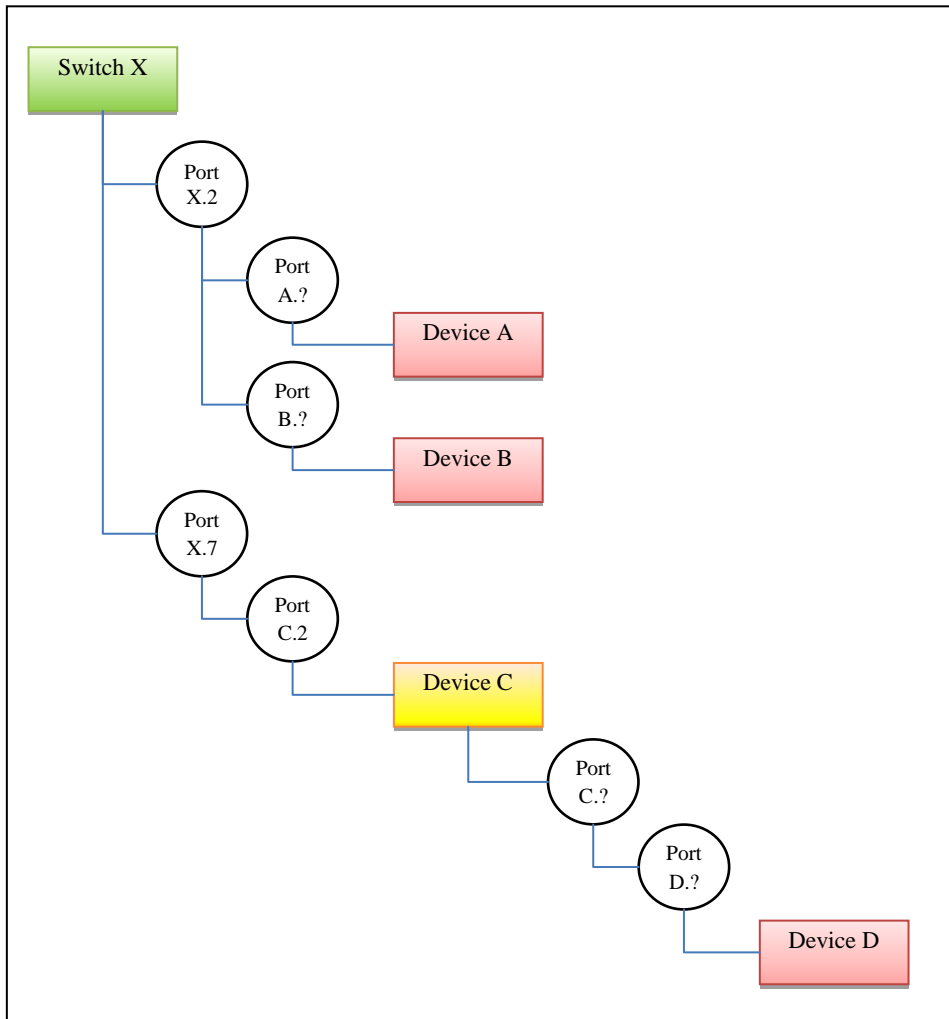 Switch X
Port
X.2
Port
A.?
Device A
Port
B.?
Device B
Port
X.7
Port
C.2
Device C
Port
C.?
Port
D.?
Device D